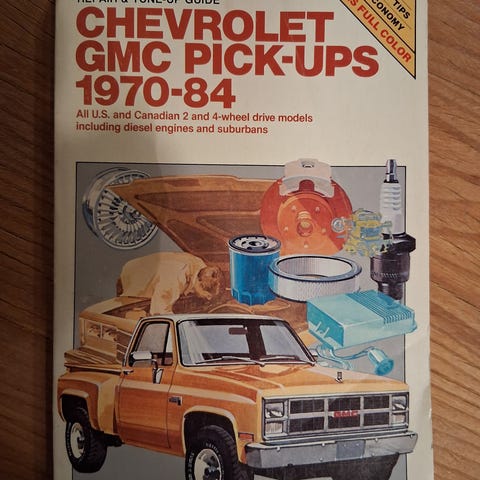 REPAIR & TUNE-UP GUIDE
CHEVROLET
GMC PICK-UPS
1970-84
All U.S. and Canadian 2 and 4-wheel drive models
including diesel engines and suburbans
TIPS
ECONOMY
FULL COLOR
GMC